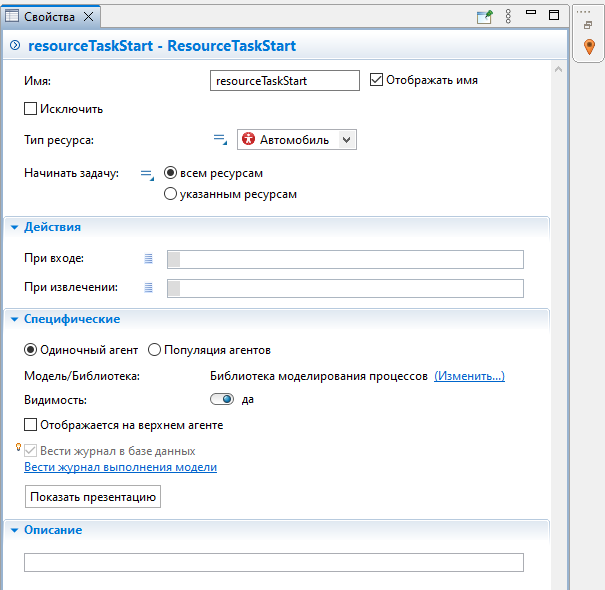 Свойства
resourceTaskStart - ResourceTaskStart
Имя: resourceTaskStart Отображать имя
Исключить
Тип ресурса: Автомобиль
Начинать задачу: всем ресурсам
указанным ресурсам
Действия
При входе:
При извлечении:
Специфические
Одиночный агент Популяция агентов
Модель/Библиотека: Библиотека моделирования процессов (Изменить...)
Видимость: да
Отображается на верхнем агенте
Вести журнал в базе данных
Вести журнал выполнения модели
Показать презентацию
Описание